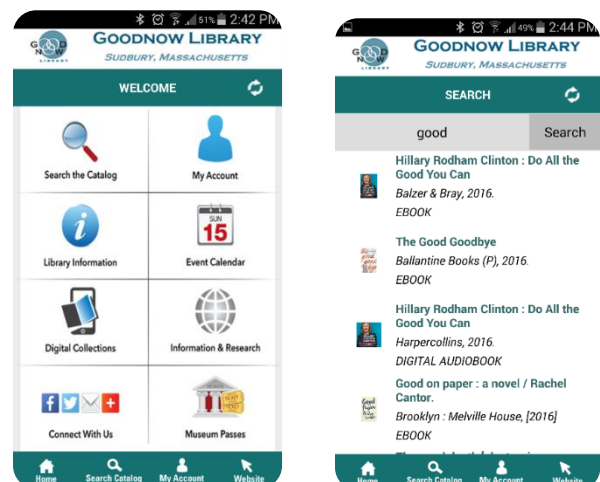 51% 2:42 PM
GOODNOW LIBRARY
SUDBURY, MASSACHUSETTS
WELCOME
Search the Catalog
My Account
Library Information
SUN
15
Event Calendar
Digital Collections
Information & Research
Connect With Us
Museum Passes
Home Search Catalog My Account Website
49% 2:44 PM
GOODNOW LIBRARY
SUDBURY, MASSACHUSETTS
SEARCH
good Search
Hillary Rodham Clinton : Do All the
Good You Can
Balzer & Bray, 2016.
EBOOK
The Good Goodbye
Ballantine Books (P), 2016.
EBOOK
Hillary Rodham Clinton : Do All the
Good You Can
Harpercollins, 2016.
DIGITAL AUDIOBOOK
Good on paper : a novel / Rachel
Cantor.
Brooklyn : Melville House, [2016]
EBOOK
Home Search Catalog My Account Website